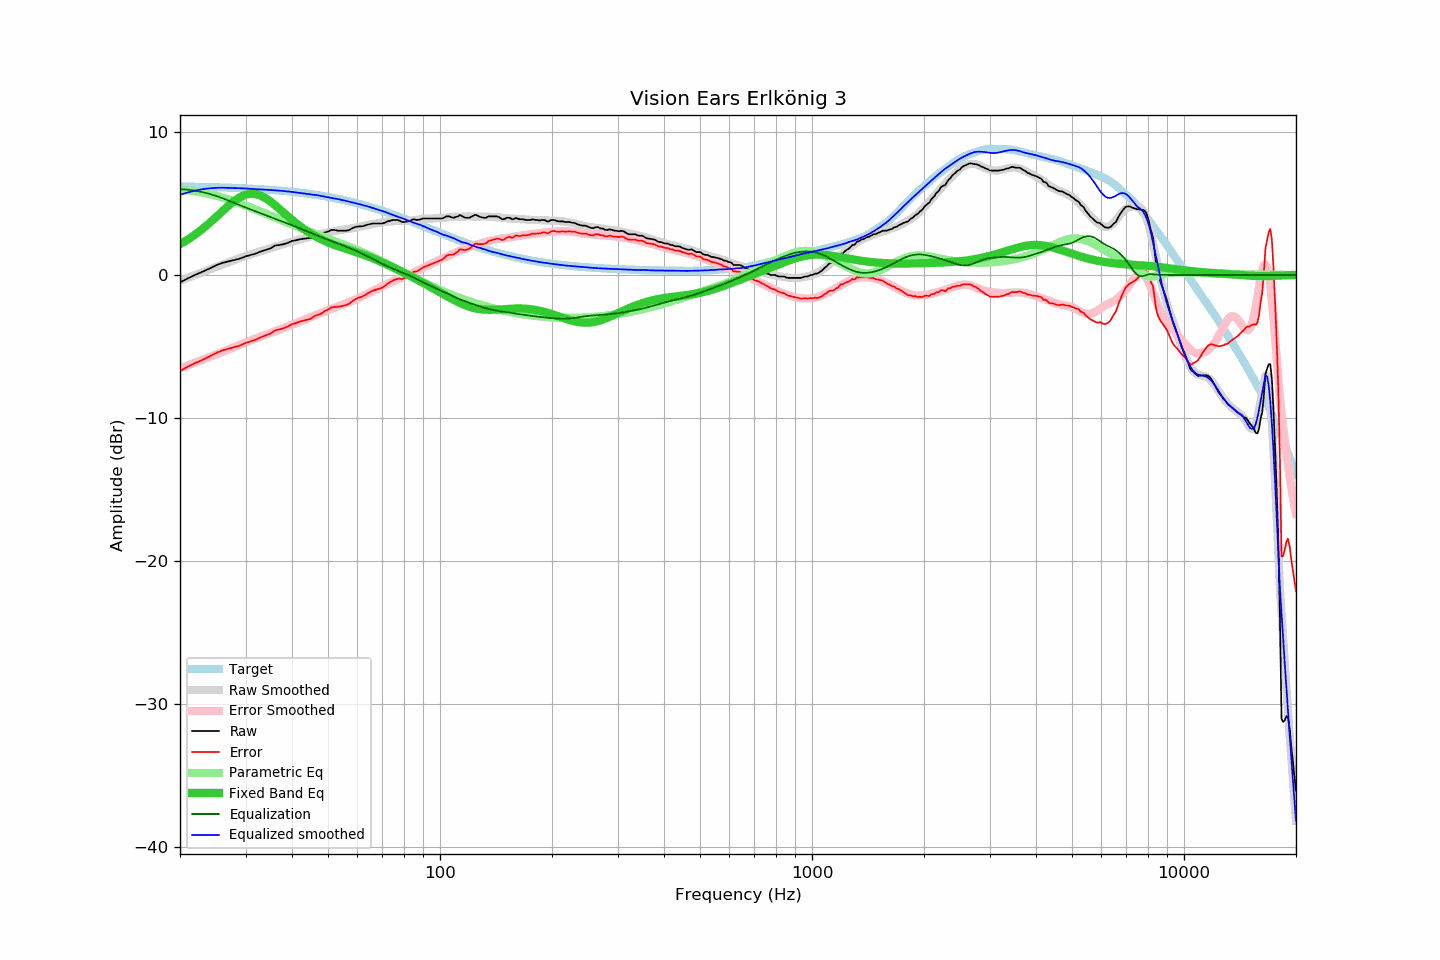 Vision Ears Erlkönig 3
10
0
−10
−20
−30
−40
Amplitude (dBr)
Target
Raw Smoothed
Error Smoothed
Raw
Error
Parametric Eq
Fixed Band Eq
Equalization
Equalized smoothed
100
1000
10000
Frequency (Hz)